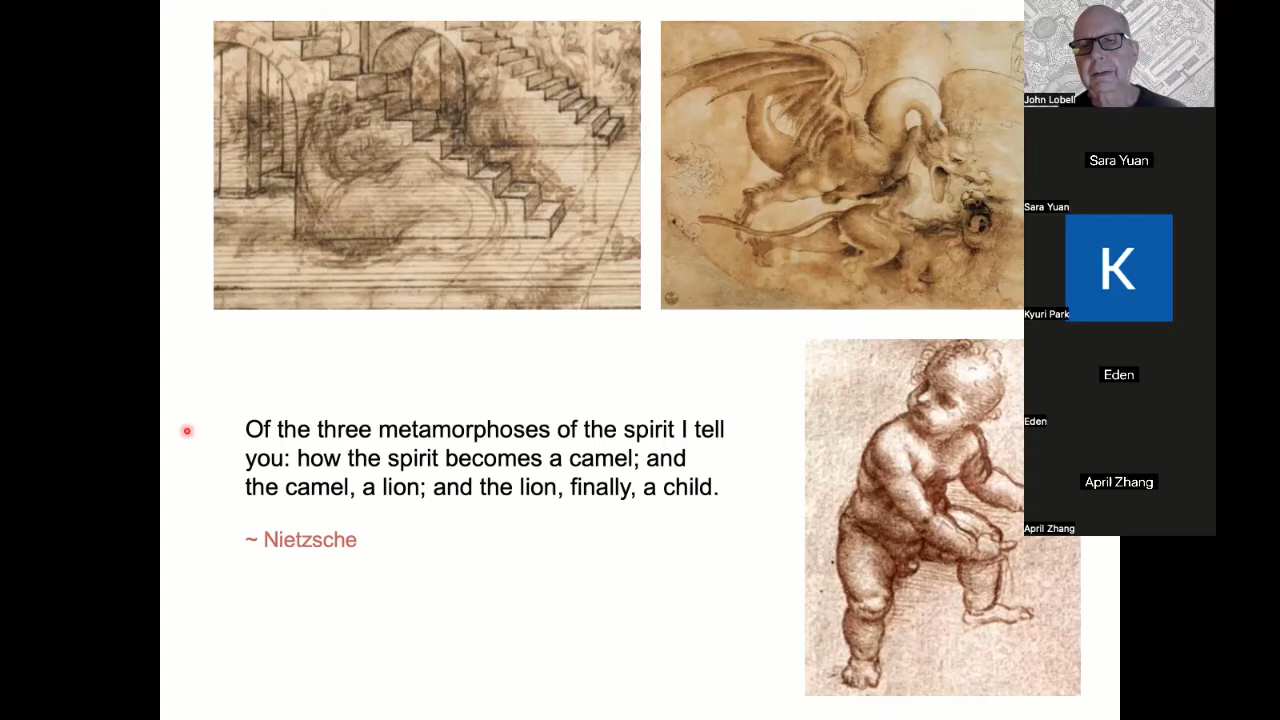 Of the three metamorphoses of the spirit I tell
you: how the spirit becomes a camel; and
the camel, a lion; and the lion, finally, a child.
~ Nietzsche
John Lobell
Sara Yuan
Sara Yuan
K
Kyuri Park
Eden
Eden
April Zhang
April Zhang